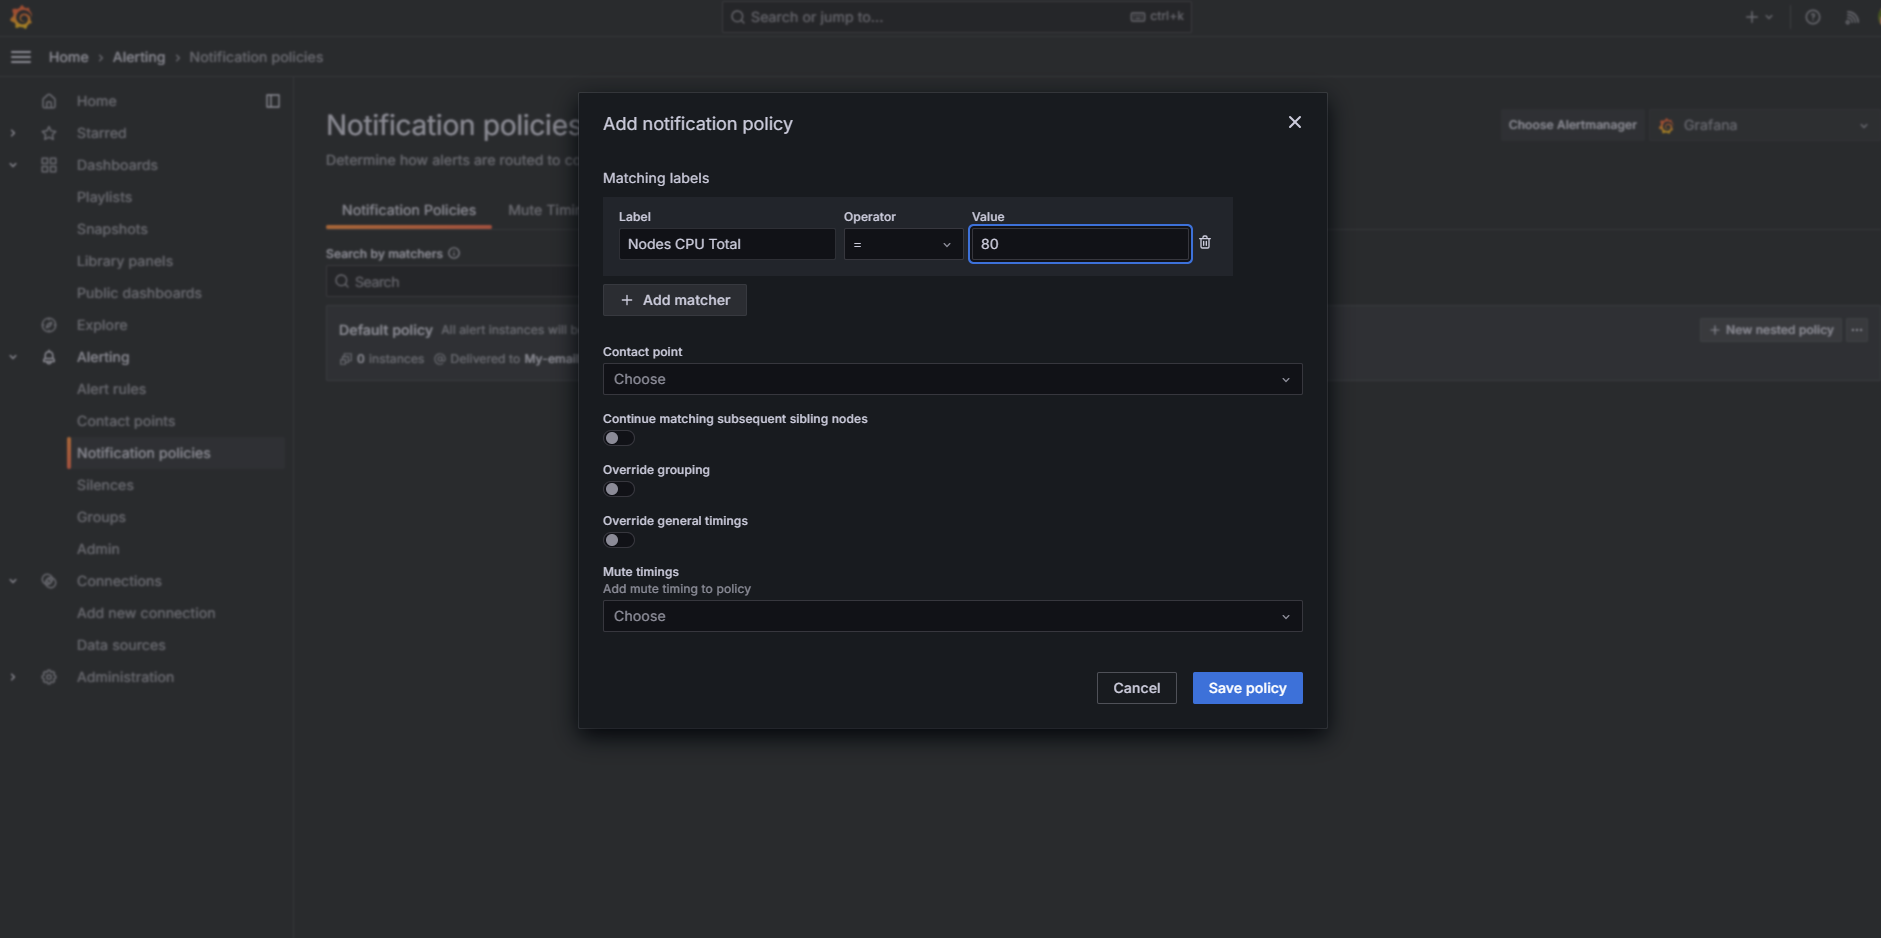 Search or jump to...
ctrl+k
Home › Alerting › Notification policies
Home
Starred
Dashboards
Playlists
Snapshots
Library panels
Public dashboards
Explore
Alerting
Alert rules
Contact points
Notification policies
Silences
Groups
Admin
Connections
Add new connection
Data sources
Administration
Notification policies
Determine how alerts are routed to
Choose Alertmanager
Grafana
Notification Policies
Mute
Search by matchers
Search
Default policy All alert instances will
0 instances @ Delivered to My-email
New nested policy
Add notification policy
Matching labels
Label Operator Value
Nodes CPU Total = 80
Add matcher
Contact point
Choose
Continue matching subsequent sibling nodes
Override grouping
Override general timings
Mute timings
Add mute timing to policy
Choose
Cancel Save policy